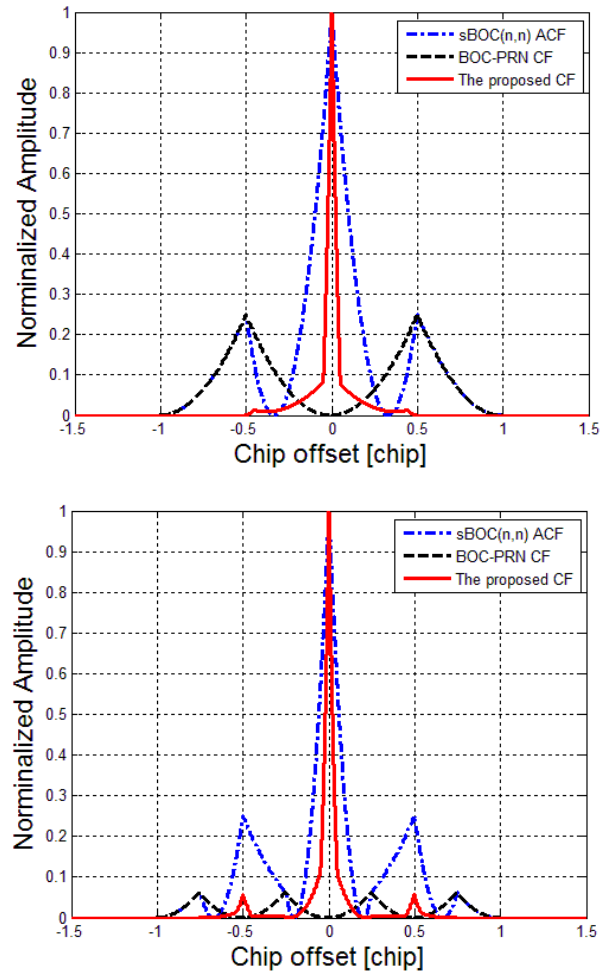 1
0.9
0.8
0.7
0.6
0.5
0.4
0.3
0.2
0.1
0
Norminalized Amplitude
sBOC(n,n) ACF
BOC-PRN CF
The proposed CF
-1.5 -1 -0.5 0 0.5 1 1.5
Chip offset [chip]
1
0.9
0.8
0.7
0.6
0.5
0.4
0.3
0.2
0.1
0
Norminalized Amplitude
sBOC(n,n) ACF
BOC-PRN CF
The proposed CF
-1.5 -1 -0.5 0 0.5 1 1.5
Chip offset [chip]